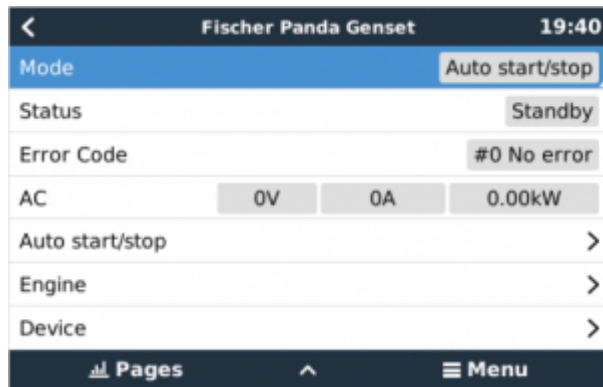 Fischer Panda Genset 19:40
Mode Auto start/stop
Status Standby
Error Code #0 No error
AC 0V 0A 0.00kW
Auto start/stop
Engine
Device
Pages Menu